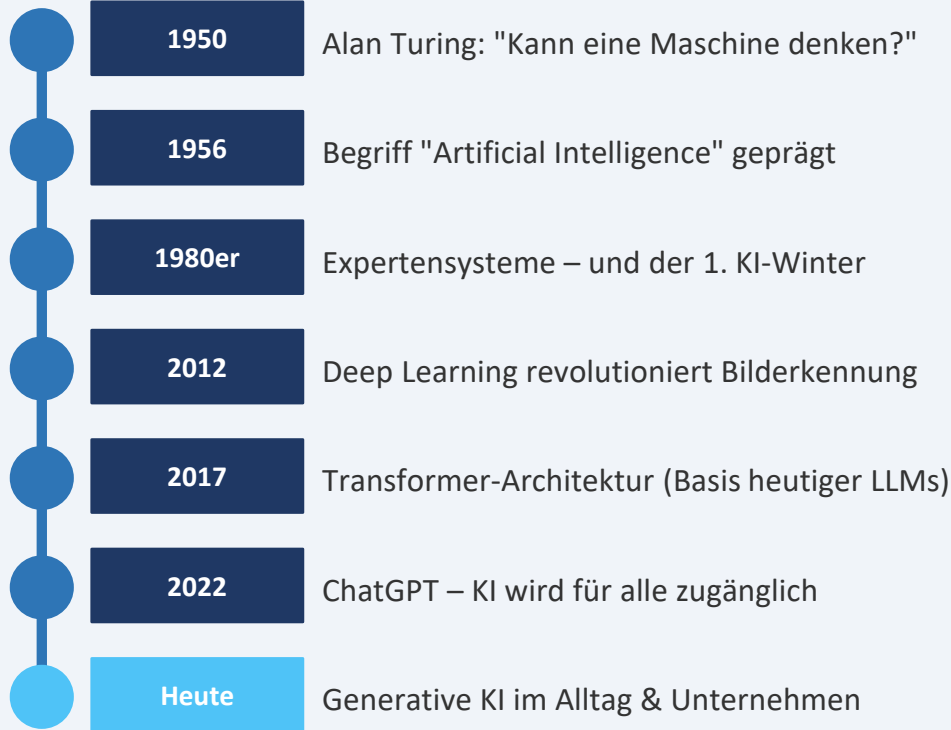 1950 Alan Turing: "Kann eine Maschine denken?"
1956 Begriff "Artificial Intelligence" geprägt
1980er Expertensysteme – und der 1. KI-Winter
2012 Deep Learning revolutioniert Bilderkennung
2017 Transformer-Architektur (Basis heutiger LLMs)
2022 ChatGPT – KI wird für alle zugänglich
Heute Generative KI im Alltag & Unternehmen